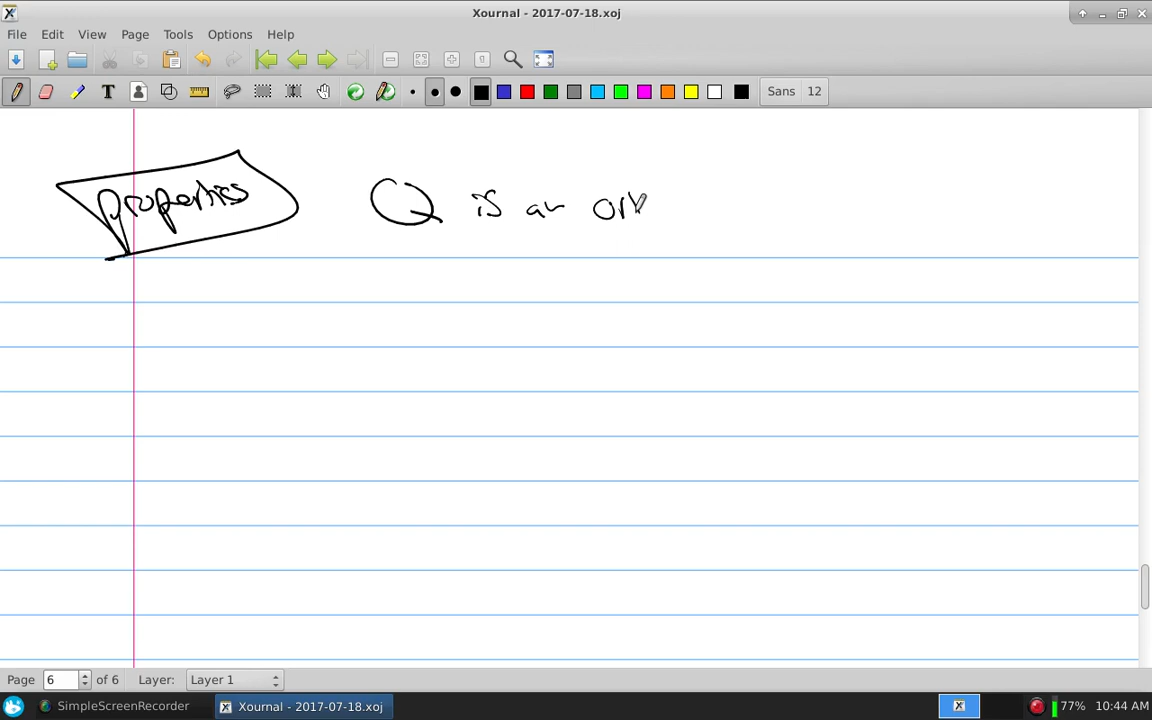 Xournal - 2017-07-18.xoj
File Edit View Page Tools Options Help
Sans 12
properties Q is an
Page 6 of 6 Layer: Layer 1
SimpleScreenRecorder Xournal - 2017-07-18.xoj 77% 10:44 AM